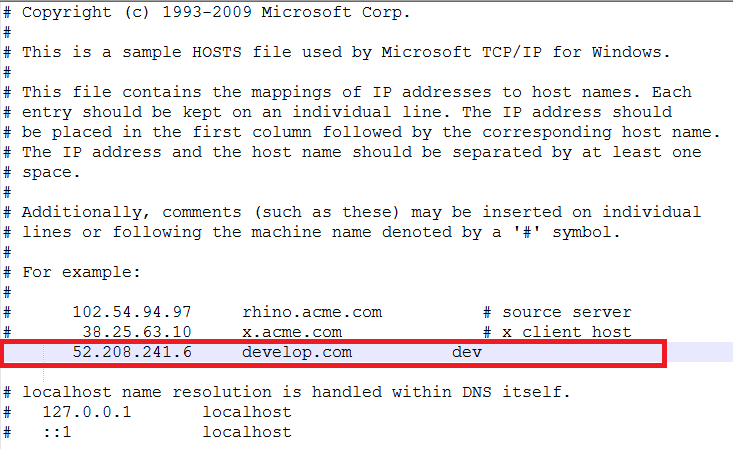 # Copyright (c) 1993-2009 Microsoft Corp.
#
# This is a sample HOSTS file used by Microsoft TCP/IP for Windows.
#
# This file contains the mappings of IP addresses to host names. Each
# entry should be kept on an individual line. The IP address should
# be placed in the first column followed by the corresponding host name.
# The IP address and the host name should be separated by at least one
# space.
#
# Additionally, comments (such as these) may be inserted on individual
# lines or following the machine name denoted by a '#' symbol.
#
# For example:
#
#      102.54.94.97     rhino.acme.com          # source server
#       38.25.63.10     x.acme.com              # x client host
       52.208.241.6     develop.com          dev
# localhost name resolution is handled within DNS itself.
#   127.0.0.1       localhost
#   ::1             localhost